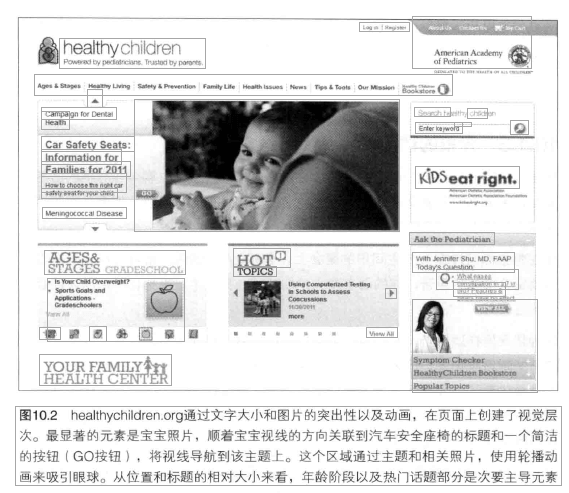 Log in | Register
About Us Contact Us My Cart
healthychildren
Powered by pediatricians. Trusted by parents.
American Academy
of Pediatrics
DEDICATED TO THE HEALTH OF ALL CHILDREN
Ages & Stages Healthy Living Safety & Prevention Family Life Health Issues News Tips & Tools Our Mission Healthy Children
Bookstore
Campaign for Dental
Health
Car Safety Seats:
Information for
Families for 2011
How to choose the right car
safety seat for your child.
GO
Meningococcal Disease
Search healthy children
Enter keyword
KiDS eat right.
American Dietetic Association
American Dietetic Association Foundation
www.kidseatright.org
Ask the Pediatrician
With Jennifer Shu, MD, FAAP
Today's Question:
What causes
VIEW ALL
Symptom Checker
HealthyChildren Bookstore
Popular Topics
AGES&
STAGES GRADESCHOOL
Is Your Child Overweight?
Sports Goals and
Applications -
Gradeschoolers
View All
HOT
TOPICS
Using Computerized Testing
in Schools to Assess
Concussions
11/28/2011
more
View All
YOUR FAMILY
HEALTH CENTER
图10.2 healthychildren.org通过文字大小和图片的突出性以及动画，在页面上创建了视觉层
次。最显著的元素是宝宝照片，顺着宝宝视线的方向关联到汽车安全座椅的标题和一个简洁
的按钮（GO按钮），将视线导航到该主题上。这个区域通过主题和相关照片，使用轮播动
画来吸引眼球。从位置和标题的相对大小来看，年龄阶段以及热门话题部分是次要主导元素